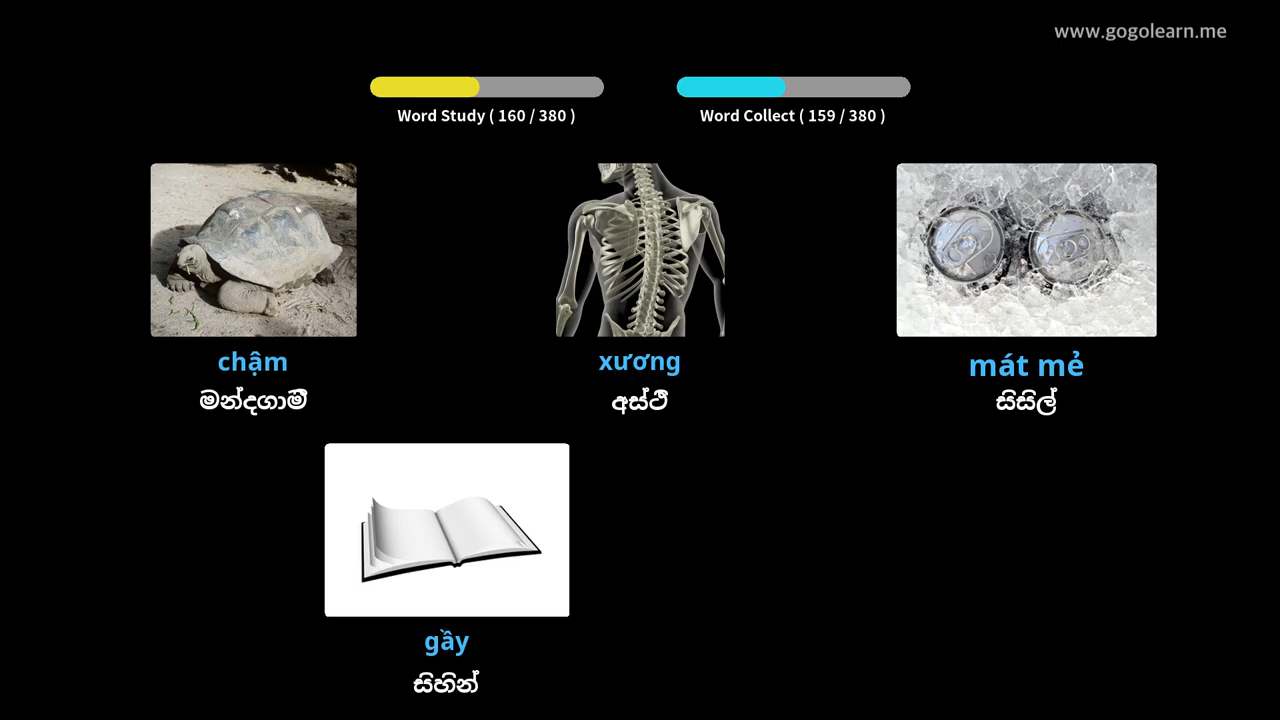 www.gogolearn.me
Word Study ( 160 / 380 )
Word Collect ( 159 / 380 )
chậm
මන්දගාමී
xương
අස්ථි
mát mẻ
සිසිල්
gầy
සිහින්